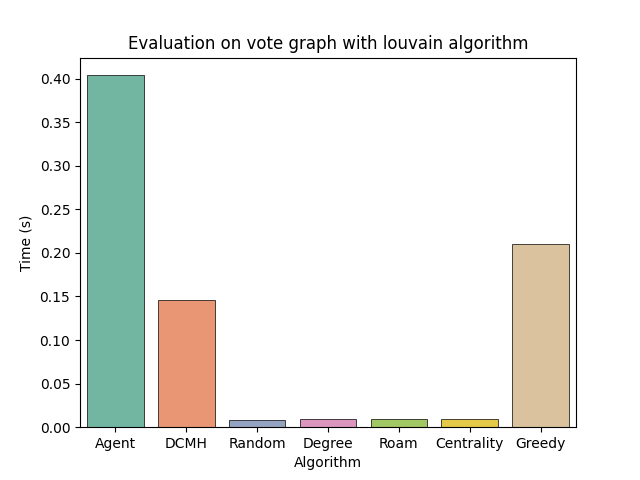 Evaluation on vote graph with louvain algorithm
0.40
0.35
0.30
0.25
0.20
0.15
0.10
0.05
0.00
Time (s)
Agent DCMH Random Degree Roam Centrality Greedy
Algorithm